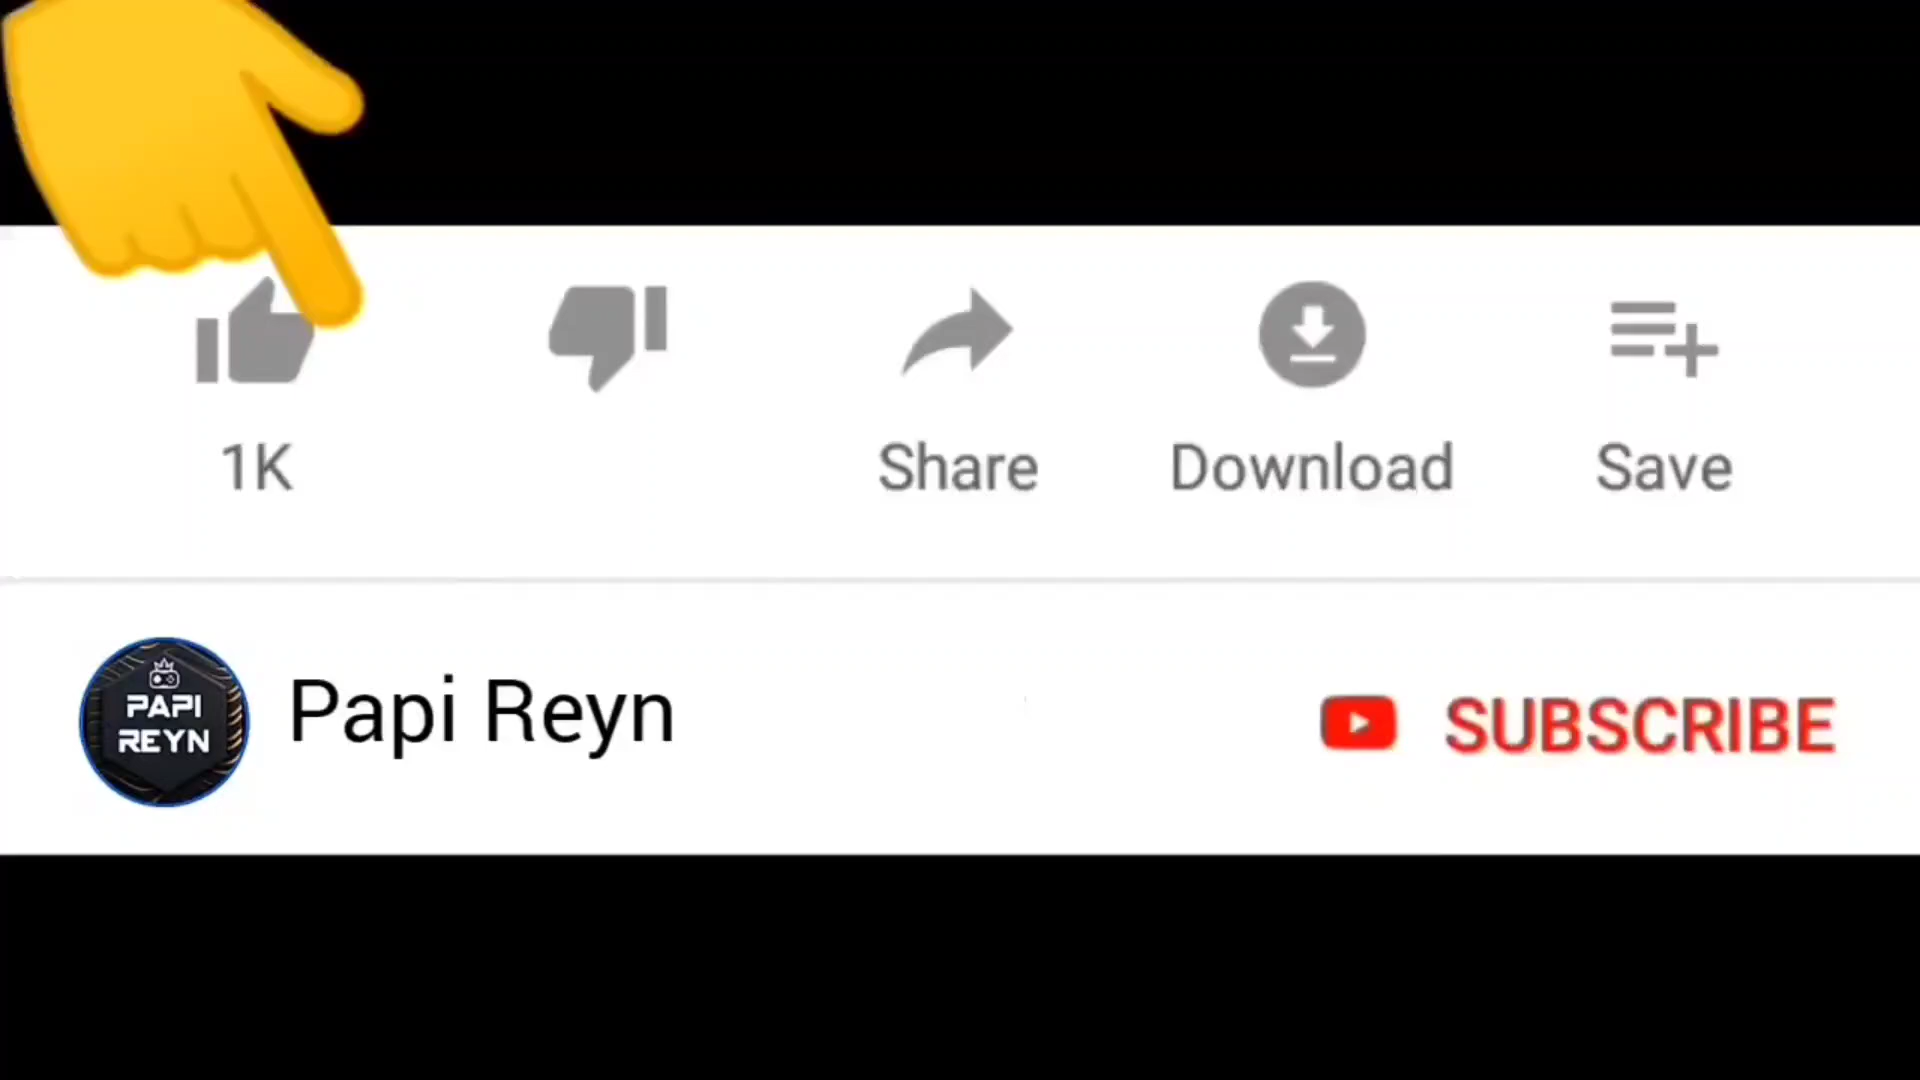 1K
Share
Download
Save
PAPI
REYN
Papi Reyn
SUBSCRIBE